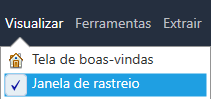 Visualizar Ferramentas Extrair
Tela de boas-vindas
Janela de rastreio